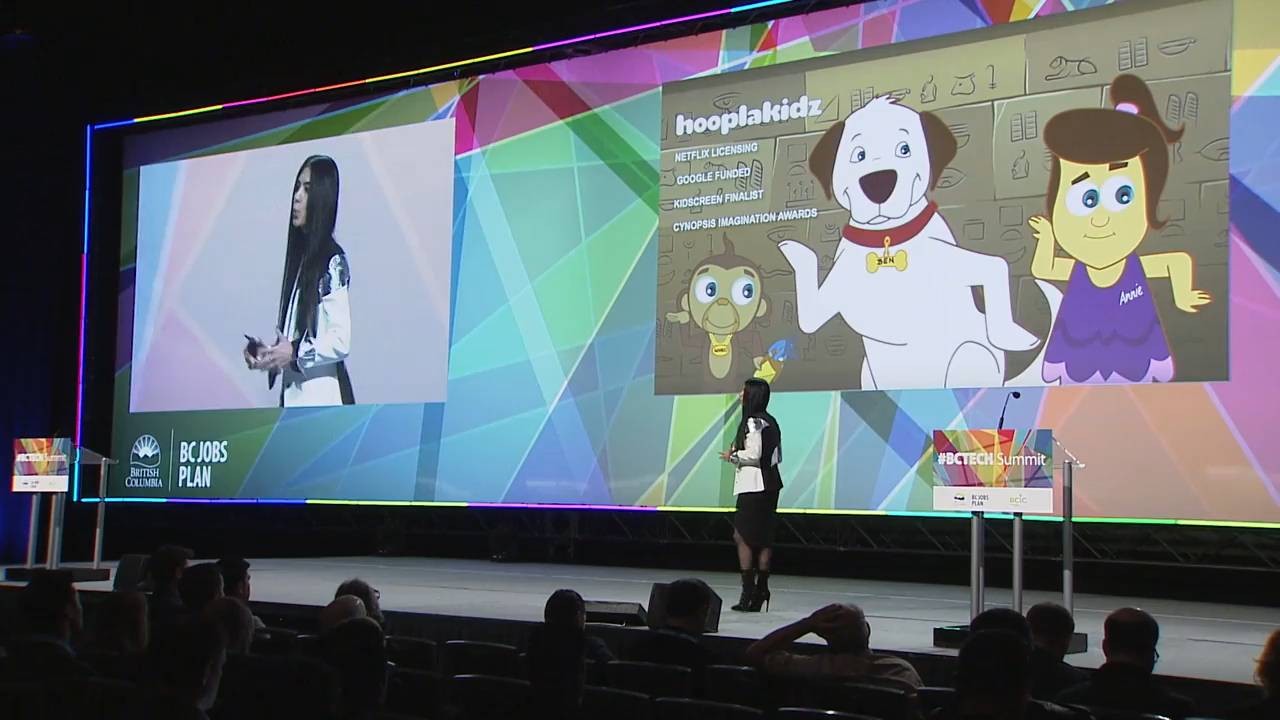 hooplakidz
NETFLIX LICENSING
GOOGLE FUNDED
KIDSCREEN FINALIST
CYNOPSIS IMAGINATION AWARDS
BEN
Annie
BRITISH
COLUMBIA
BC JOBS
PLAN
#BCTECH Summit
#BCTECH Summit
BC JOBS
PLAN
BCIC